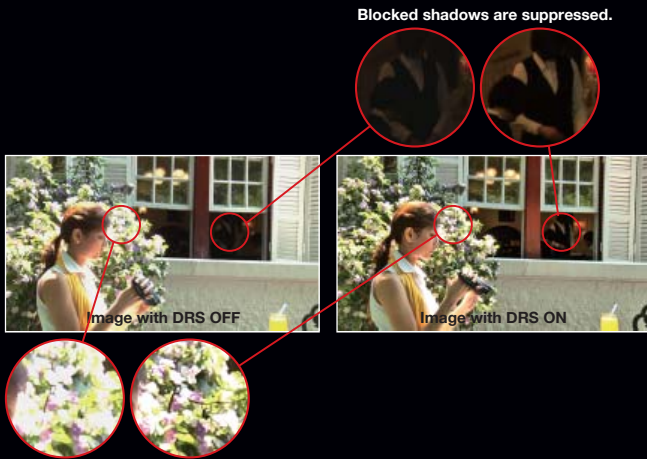 Blocked shadows are suppressed.
Image with DRS OFF
Image with DRS ON